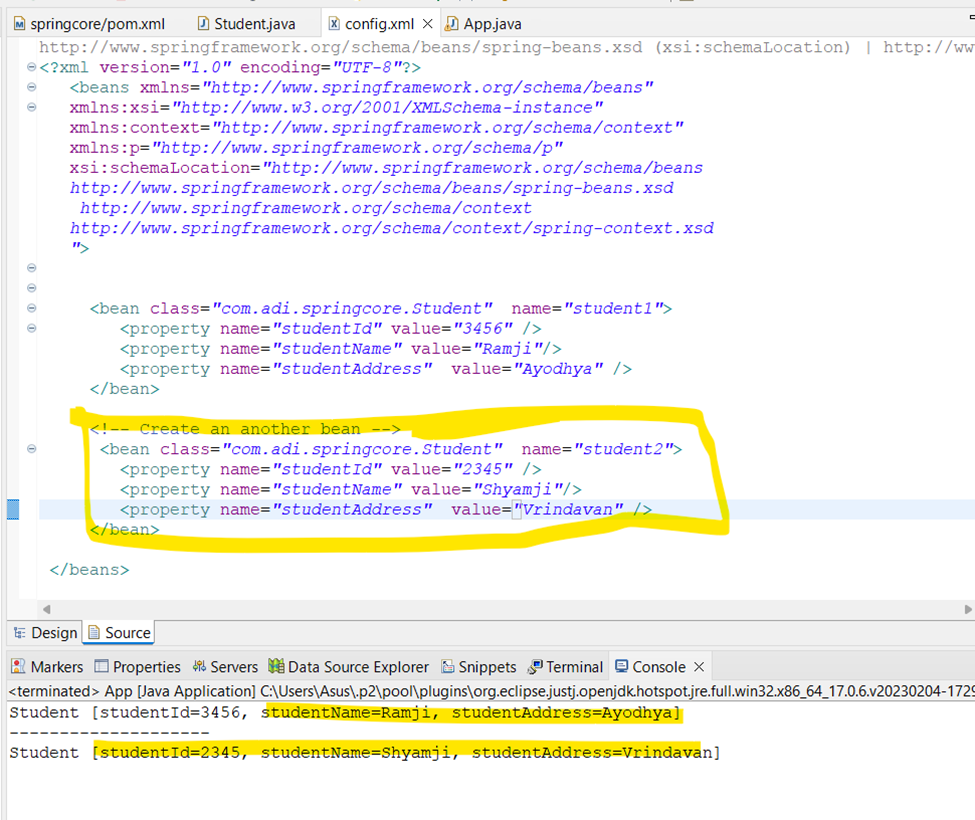 springcore/pom.xml Student.java config.xml App.java
http://www.springframework.org/schema/beans/spring-beans.xsd (xsi:schemaLocation) | http://ww
<?xml version="1.0" encoding="UTF-8"?>
<beans xmlns="http://www.springframework.org/schema/beans"
xmlns:xsi="http://www.w3.org/2001/XMLSchema-instance"
xmlns:context="http://www.springframework.org/schema/context"
xmlns:p="http://www.springframework.org/schema/p"
xsi:schemaLocation="http://www.springframework.org/schema/beans
http://www.springframework.org/schema/beans/spring-beans.xsd
http://www.springframework.org/schema/context
http://www.springframework.org/schema/context/spring-context.xsd
">
<bean class="com.adi.springcore.Student" name="student1">
<property name="studentId" value="3456" />
<property name="studentName" value="Ramji"/>
<property name="studentAddress" value="Ayodhya" />
</bean>
<!-- Create an another bean -->
<bean class="com.adi.springcore.Student" name="student2">
<property name="studentId" value="2345" />
<property name="studentName" value="Shyamji"/>
<property name="studentAddress" value="Vrindavan" />
</bean>
</beans>
Design Source
Markers Properties Servers Data Source Explorer Snippets Terminal Console
<terminated> App [Java Application] C:\Users\Asus\.p2\pool\plugins\org.eclipse.justj.openjdk.hotspot.jre.full.win32.x86_64_17.0.6.v20230204-1729
Student [studentId=3456, studentName=Ramji, studentAddress=Ayodhya]
--------------------
Student [studentId=2345, studentName=Shyamji, studentAddress=Vrindavan]